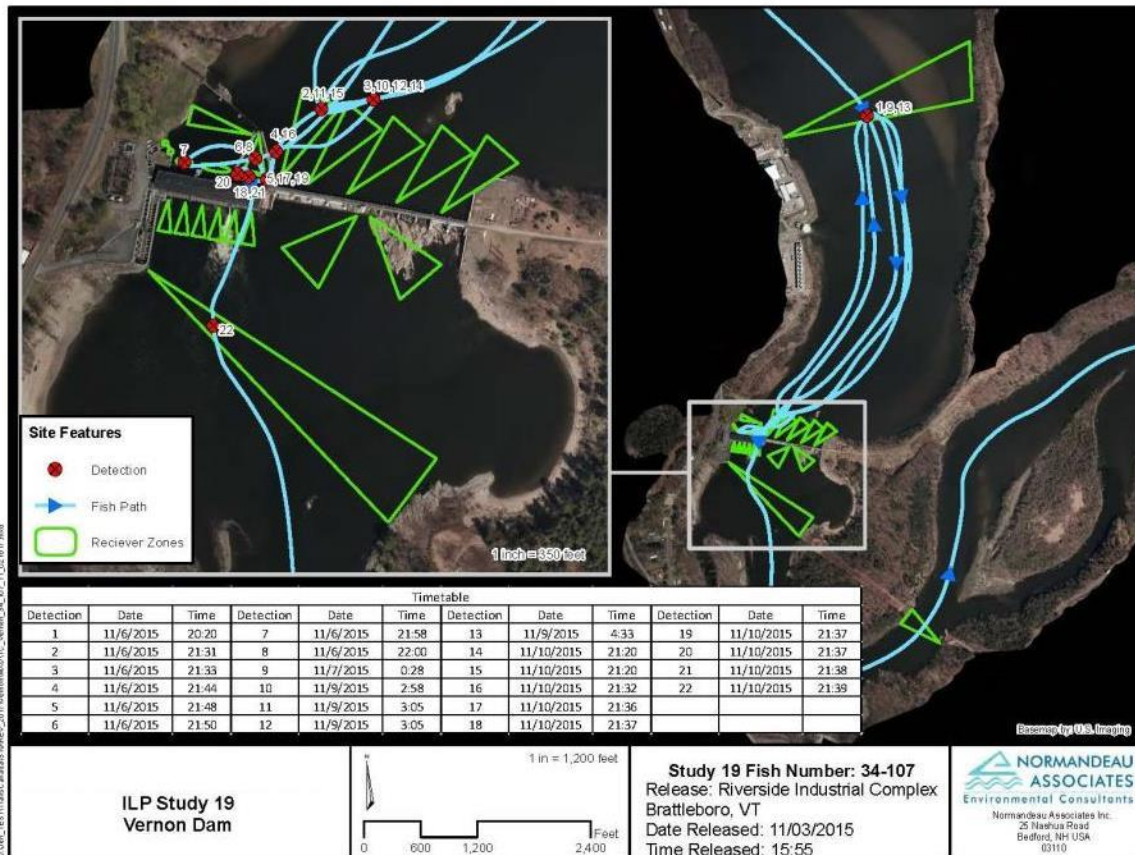 2,11,15
3,10,12,14
4,16
6,8
7
5,17,19
20
18,21
22
1,9,13
Site Features
Detection
Fish Path
Reciever Zones
1 inch = 350 feet
Timetable
Detection Date Time Detection Date Time Detection Date Time Detection Date Time
1 11/6/2015 20:20 7 11/6/2015 21:58 13 11/9/2015 4:33 19 11/10/2015 21:37
2 11/6/2015 21:31 8 11/6/2015 22:00 14 11/10/2015 21:20 20 11/10/2015 21:37
3 11/6/2015 21:33 9 11/7/2015 0:28 15 11/10/2015 21:20 21 11/10/2015 21:38
4 11/6/2015 21:44 10 11/9/2015 2:58 16 11/10/2015 21:32 22 11/10/2015 21:39
5 11/6/2015 21:48 11 11/9/2015 3:05 17 11/10/2015 21:36
6 11/6/2015 21:50 12 11/9/2015 3:05 18 11/10/2015 21:37
Basemap by: U.S. Imaging
ILP Study 19
Vernon Dam
N
1 in = 1,200 feet
Feet
0 600 1,200 2,400
Study 19 Fish Number: 34-107
Release: Riverside Industrial Complex
Brattleboro, VT
Date Released: 11/03/2015
Time Released: 15:55
NORMANDEAU
ASSOCIATES
Environmental Consultants
Normandeau Associates Inc.
25 Nashua Road
Bedford, NH USA
03110